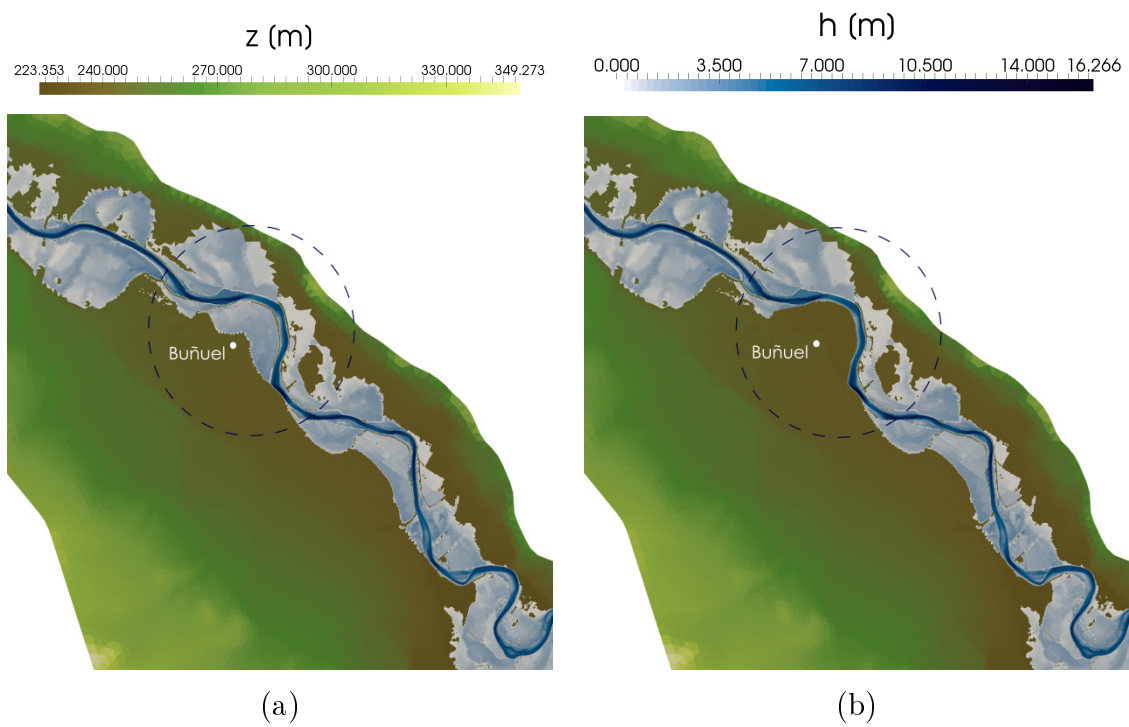 z (m)
223.353 240.000 270.000 300.000 330.000 349.273
h (m)
0.000 3.500 7.000 10.500 14.000 16.266
Buñuel
Buñuel
(a)
(b)